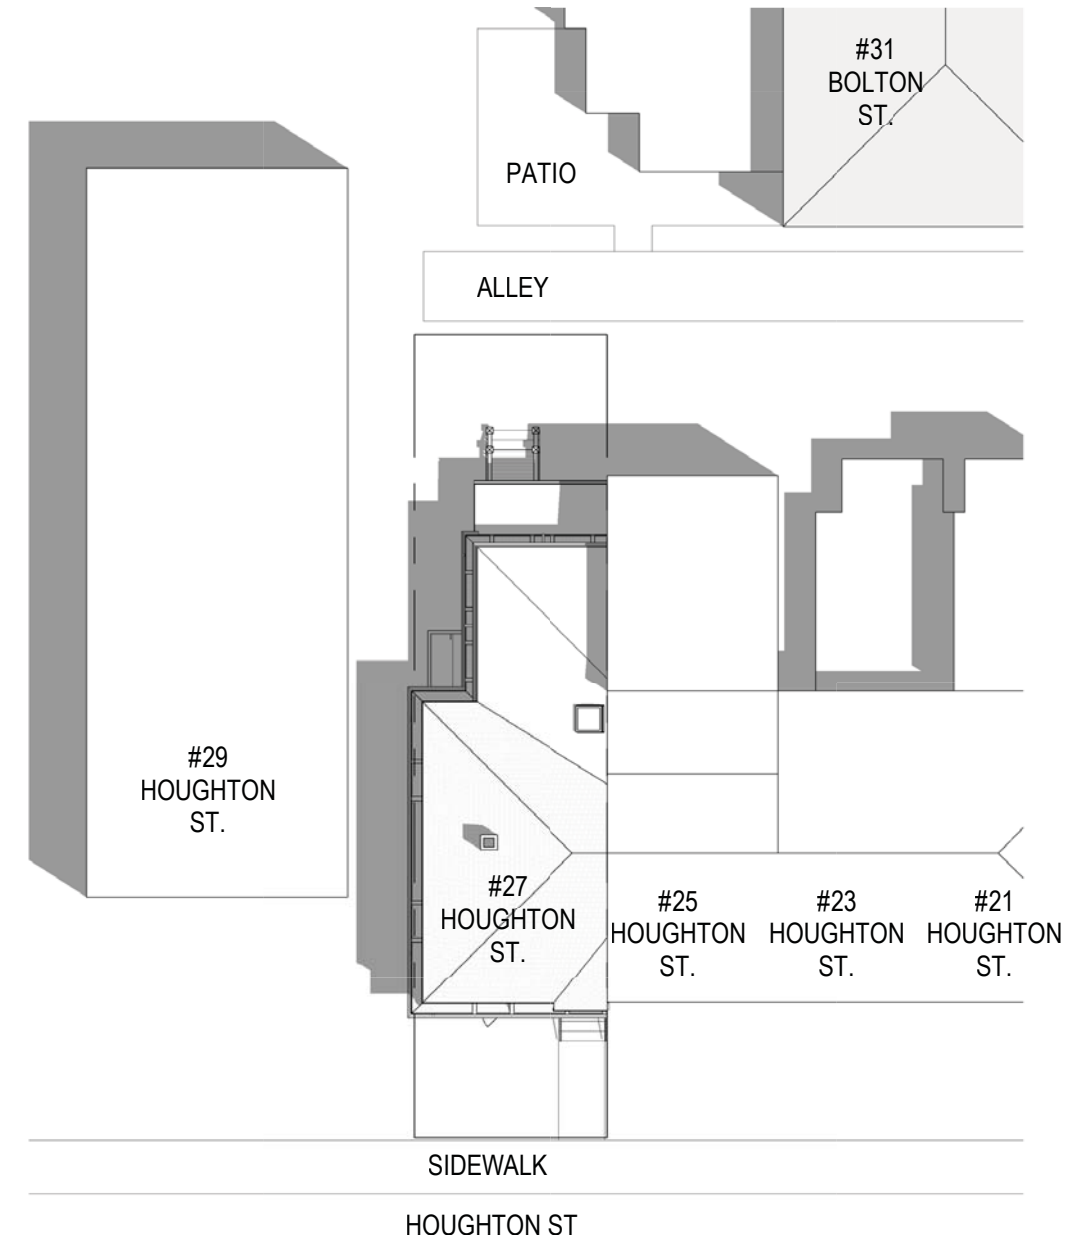 #31
BOLTON
ST.
PATIO
ALLEY
#29
HOUGHTON
ST.
#27
HOUGHTON
ST.
#25
HOUGHTON
ST.
#23
HOUGHTON
ST.
#21
HOUGHTON
ST.
SIDEWALK
HOUGHTON ST